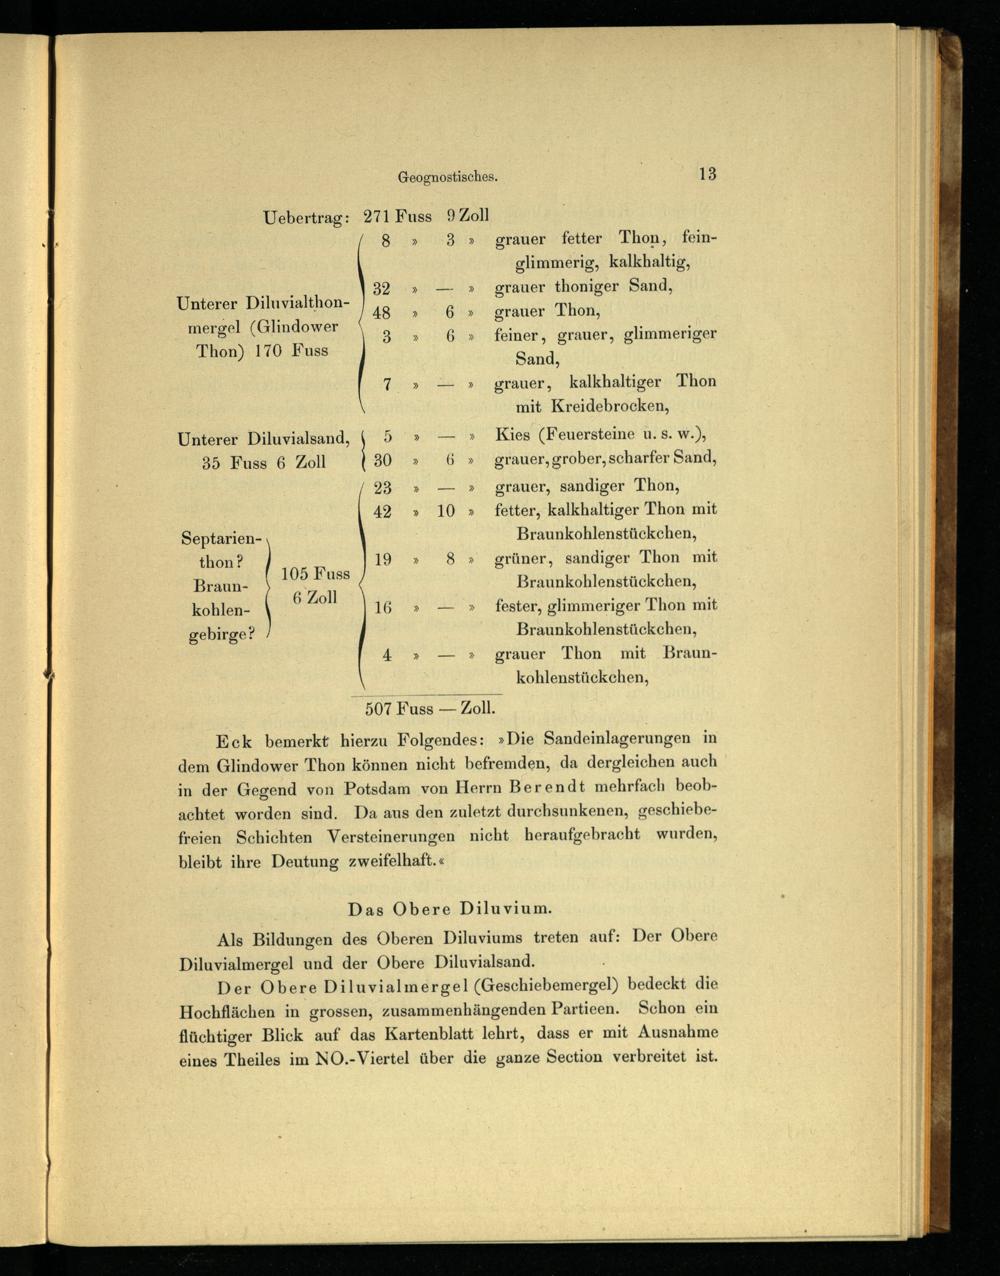 Geognostisches. 13
Uebertrag: 271 Fuss 9 Zoll
8 » 3 » grauer fetter Thon, fein-
glimmerig, kalkhaltig,
32 » — » grauer thoniger Sand,
Unterer Diluvialthon-
mergel (Glindower
Thon) 170 Fuss
48 » 6 » grauer Thon,
3 » 6 » feiner, grauer, glimmeriger
Sand,
7 » — » grauer, kalkhaltiger Thon
mit Kreidebrocken,
Unterer Diluvialsand,
35 Fuss 6 Zoll
5 » — » Kies (Feuersteine u. s. w.),
30 » 6 » grauer, grober, scharfer Sand,
Septarien-
thon?
Braun-
kohlen-
gebirge?
105 Fuss
6 Zoll
23 » — » grauer, sandiger Thon,
42 » 10 » fetter, kalkhaltiger Thon mit
Braunkohlenstückchen,
19 » 8 » grüner, sandiger Thon mit
Braunkohlenstückchen,
16 » — » fester, glimmeriger Thon mit
Braunkohlenstückchen,
4 » — » grauer Thon mit Braun-
kohlenstückchen,
507 Fuss — Zoll.
Eck bemerkt hierzu Folgendes: »Die Sandeinlagerungen in
dem Glindower Thon können nicht befremden, da dergleichen auch
in der Gegend von Potsdam von Herrn Berendt mehrfach beob-
achtet worden sind. Da aus den zuletzt durchsunkenen, geschiebe-
freien Schichten Versteinerungen nicht heraufgebracht wurden,
bleibt ihre Deutung zweifelhaft.«
Das Obere Diluvium.
Als Bildungen des Oberen Diluviums treten auf: Der Obere
Diluvialmergel und der Obere Diluvialsand.
Der Obere Diluvialmergel (Geschiebemergel) bedeckt die
Hochflächen in grossen, zusammenhängenden Partieen. Schon ein
flüchtiger Blick auf das Kartenblatt lehrt, dass er mit Ausnahme
eines Theiles im NO.-Viertel über die ganze Section verbreitet ist.